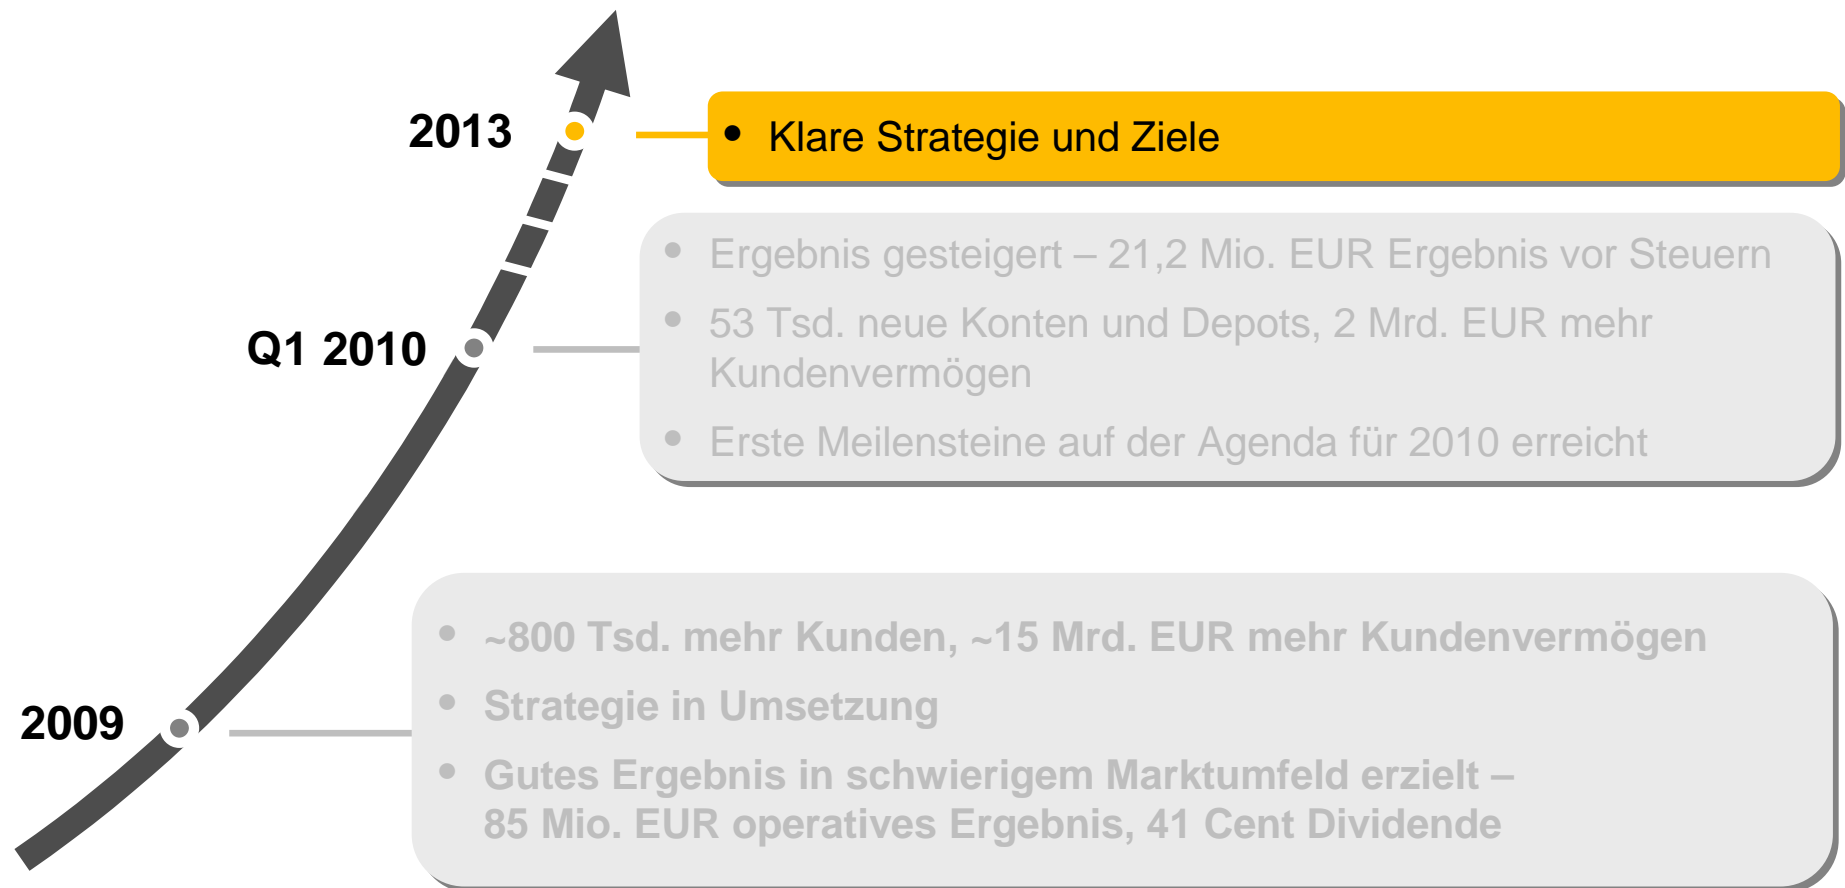 2013
• Klare Strategie und Ziele
Q1 2010
• Ergebnis gesteigert – 21,2 Mio. EUR Ergebnis vor Steuern
• 53 Tsd. neue Konten und Depots, 2 Mrd. EUR mehr
Kundenvermögen
• Erste Meilensteine auf der Agenda für 2010 erreicht
2009
• ~800 Tsd. mehr Kunden, ~15 Mrd. EUR mehr Kundenvermögen
• Strategie in Umsetzung
• Gutes Ergebnis in schwierigem Marktumfeld erzielt –
85 Mio. EUR operatives Ergebnis, 41 Cent Dividende